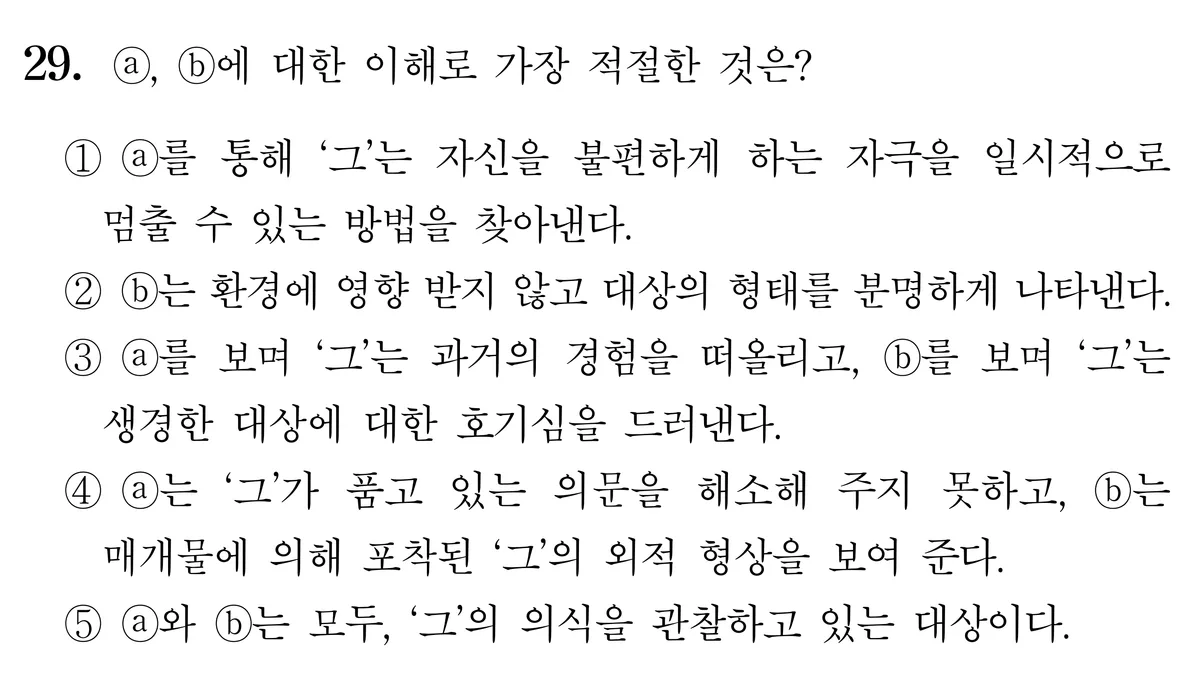 29. ⓐ, ⓑ에 대한 이해로 가장 적절한 것은?
① ⓐ를 통해 ‘그’는 자신을 불편하게 하는 자극을 일시적으로
멈출 수 있는 방법을 찾아낸다.
② ⓑ는 환경에 영향 받지 않고 대상의 형태를 분명하게 나타낸다.
③ ⓐ를 보며 ‘그’는 과거의 경험을 떠올리고, ⓑ를 보며 ‘그’는
생경한 대상에 대한 호기심을 드러낸다.
④ ⓐ는 ‘그’가 품고 있는 의문을 해소해 주지 못하고, ⓑ는
매개물에 의해 포착된 ‘그’의 외적 형상을 보여 준다.
⑤ ⓐ와 ⓑ는 모두, ‘그’의 의식을 관찰하고 있는 대상이다.